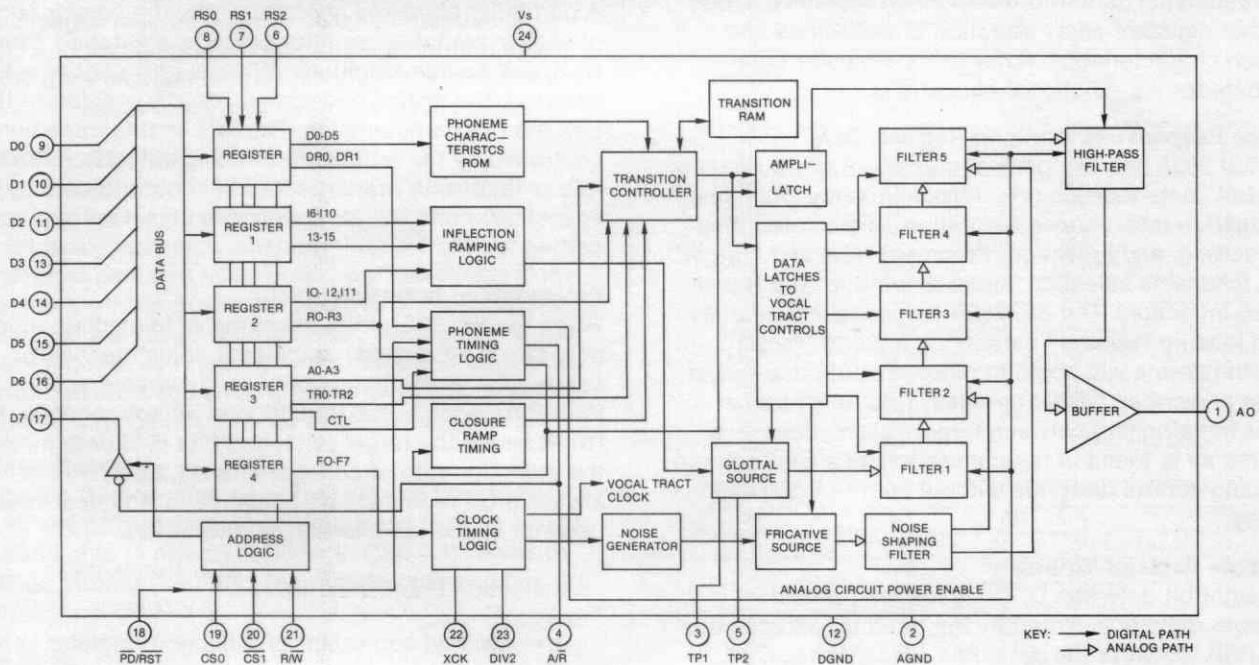 RS0 RS1 RS2 Vs
8 7 6 24
D0 9
D1 10
D2 11
D3 13
D4 14
D5 15
D6 16
D7 17
DATA BUS
REGISTER
D0-D5
DR0, DR1
REGISTER
1
I6-I10
13-15
REGISTER
2
IO- I2,I11
RO-R3
REGISTER
3
A0-A3
TR0-TR2
CTL
REGISTER
4
FO-F7
ADDRESS
LOGIC
PHONEME
CHARAC-
TERISTCS
ROM
INFLECTION
RAMPING
LOGIC
PHONEME
TIMING
LOGIC
CLOSURE
RAMP
TIMING
CLOCK
TIMING
LOGIC
TRANSITION
CONTROLLER
TRANSITION
RAM
AMPLI-
LATCH
DATA
LATCHES
TO
VOCAL
TRACT
CONTROLS
VOCAL TRACT
CLOCK
GLOTTAL
SOURCE
NOISE
GENERATOR
FRICATIVE
SOURCE
NOISE
SHAPING
FILTER
FILTER 5
FILTER 4
FILTER 3
FILTER 2
FILTER 1
HIGH-PASS
FILTER
BUFFER
1 AO
ANALOG CIRCUIT POWER ENABLE
18 19 20 21 22 23 4 3 5 12 2
PD/RST CS0 CS1 R/W XCK DIV2 A/R TP1 TP2 DGND AGND
KEY: DIGITAL PATH
ANALOG PATH